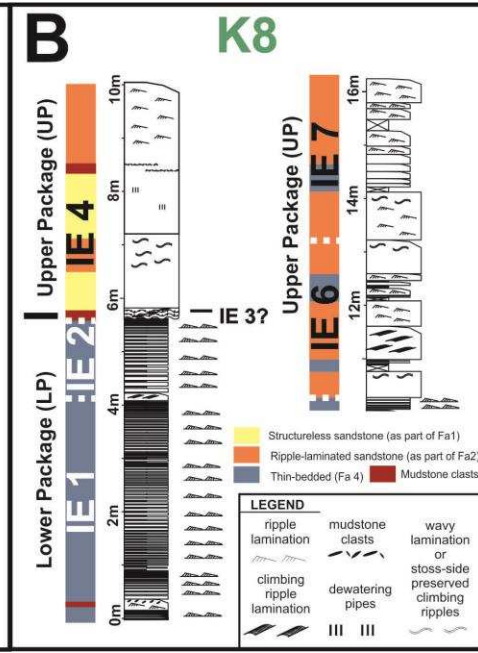 B
K8
Upper Package (UP)
Lower Package (LP)
IE 4
IE 2
IE 1
10m
8m
6m
4m
2m
0m
IE 3?
Upper Package (UP)
IE 7
IE 6
16m
14m
12m
Structureless sandstone (as part of Fa1)
Ripple-laminated sandstone (as part of Fa2)
Thin-bedded (Fa 4)
Mudstone clasts
LEGEND
ripple
lamination
mudstone
clasts
wavy
lamination
or
stoss-side
preserved
climbing
ripples
climbing
ripple
lamination
dewatering
pipes